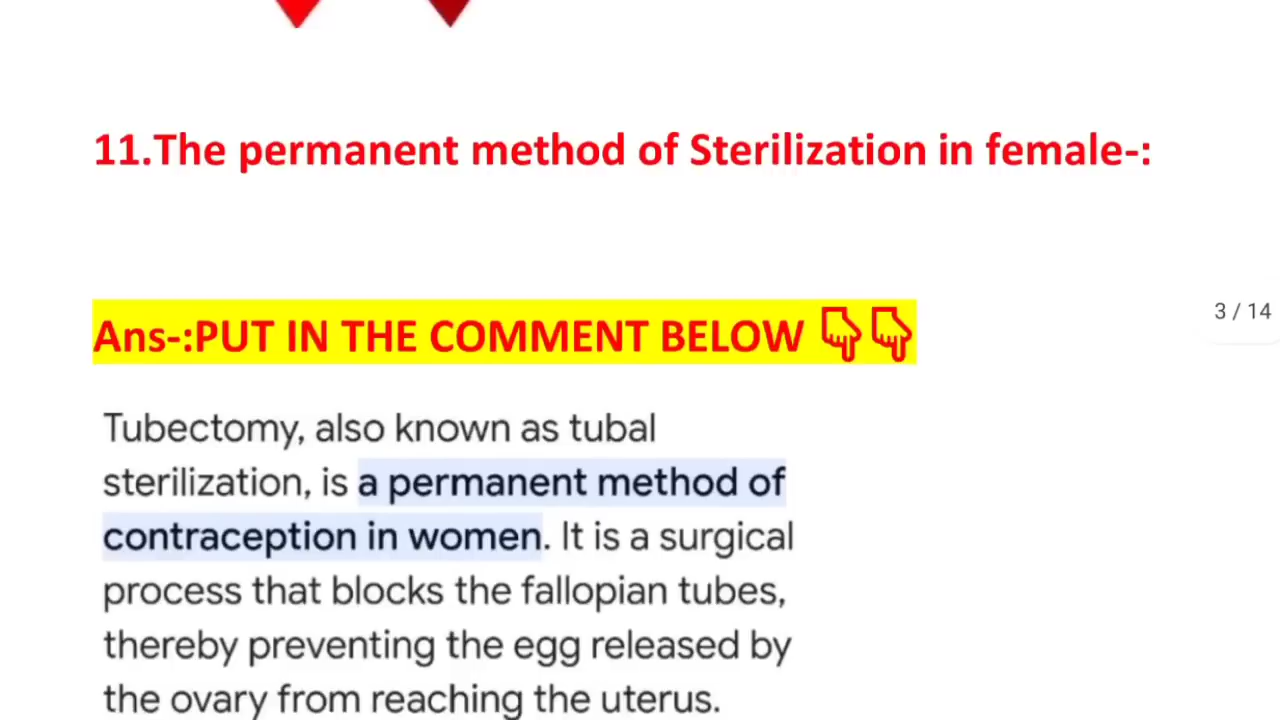 11.The permanent method of Sterilization in female-:
Ans-:PUT IN THE COMMENT BELOW 👇👇
3 / 14
Tubectomy, also known as tubal
sterilization, is a permanent method of
contraception in women. It is a surgical
process that blocks the fallopian tubes,
thereby preventing the egg released by
the ovary from reaching the uterus.